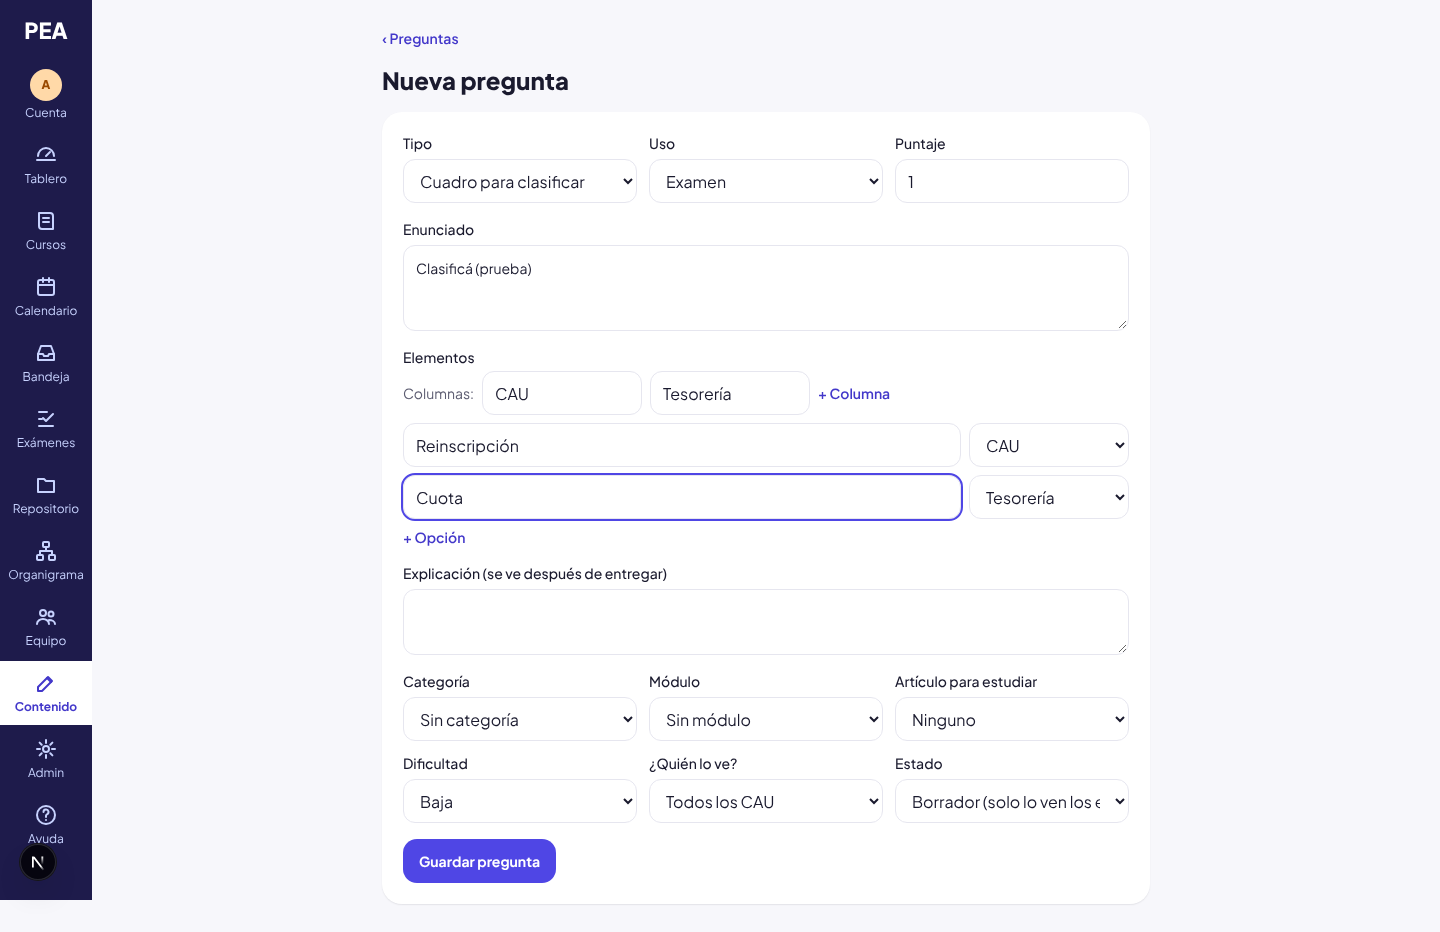 PEA
A
Cuenta
Tablero
Cursos
Calendario
Bandeja
Exámenes
Repositorio
Organigrama
Equipo
Contenido
Admin
Ayuda
N
‹ Preguntas
Nueva pregunta
Tipo Uso Puntaje
Cuadro para clasificar Examen 1
Enunciado
Clasificá (prueba)
Elementos
Columnas: CAU Tesorería + Columna
Reinscripción CAU
Cuota Tesorería
+ Opción
Explicación (se ve después de entregar)
Categoría Módulo Artículo para estudiar
Sin categoría Sin módulo Ninguno
Dificultad ¿Quién lo ve? Estado
Baja Todos los CAU Borrador (solo lo ven los e
Guardar pregunta